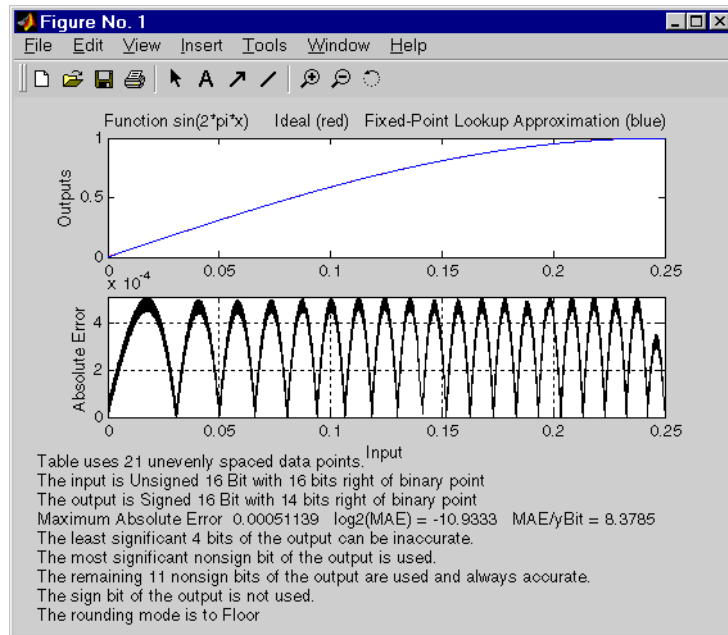 Figure No. 1
File Edit View Insert Tools Window Help
A
Function sin(2*pi*x) Ideal (red) Fixed-Point Lookup Approximation (blue)
1
0.5
0
Outputs
0 0.05 0.1 0.15 0.2 0.25
x 10^-4
4
2
0
Absolute Error
0 0.05 0.1 0.15 0.2 0.25
Input
Table uses 21 unevenly spaced data points.
The input is Unsigned 16 Bit with 16 bits right of binary point
The output is Signed 16 Bit with 14 bits right of binary point
Maximum Absolute Error 0.00051139 log2(MAE) = -10.9333 MAE/yBit = 8.3785
The least significant 4 bits of the output can be inaccurate.
The most significant nonsign bit of the output is used.
The remaining 11 nonsign bits of the output are used and always accurate.
The sign bit of the output is not used.
The rounding mode is to Floor